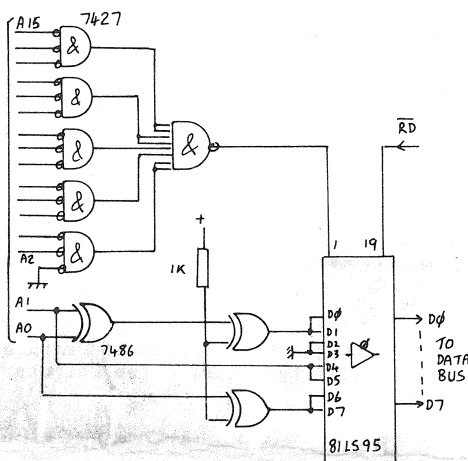 A15
7427
&
&
&
&
&
&
A2
RD
+
1K
1
19
A1
A0
7486
DØ
D1
D2
D3
D4
D5
D6
D7
DØ
TO
DATA
BUS
D7
81LS95